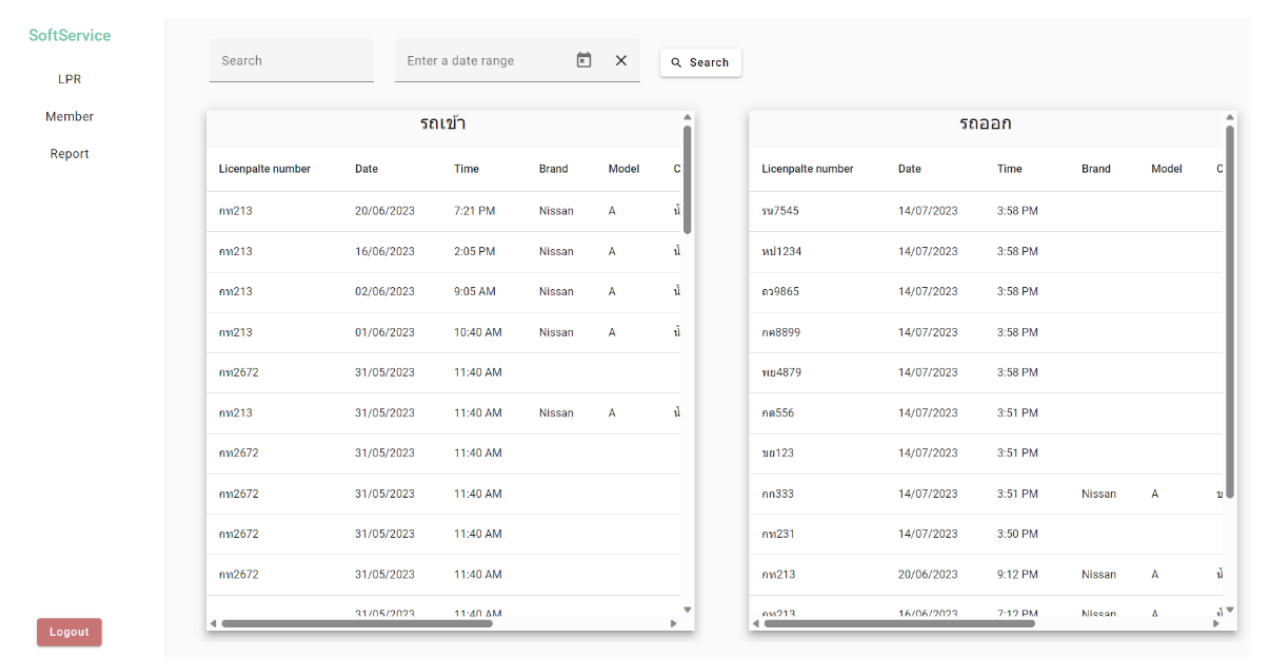 SoftService
LPR
Member
Report
Logout
Search
Enter a date range
Search
รถเข้า
Licenpalte number Date Time Brand Model C
กท213 20/06/2023 7:21 PM Nissan A น้
กท213 16/06/2023 2:05 PM Nissan A น้
กท213 02/06/2023 9:05 AM Nissan A น้
กท213 01/06/2023 10:40 AM Nissan A น้
กท2672 31/05/2023 11:40 AM
กท213 31/05/2023 11:40 AM Nissan A น้
กท2672 31/05/2023 11:40 AM
กท2672 31/05/2023 11:40 AM
กท2672 31/05/2023 11:40 AM
กท2672 31/05/2023 11:40 AM
31/05/2023 11:40 AM
รถออก
Licenpalte number Date Time Brand Model C
รน7545 14/07/2023 3:58 PM
หป1234 14/07/2023 3:58 PM
ถว9865 14/07/2023 3:58 PM
กค8899 14/07/2023 3:58 PM
พย4879 14/07/2023 3:58 PM
กด556 14/07/2023 3:51 PM
ขย123 14/07/2023 3:51 PM
กก333 14/07/2023 3:51 PM Nissan A ข
กท231 14/07/2023 3:50 PM
กท213 20/06/2023 9:12 PM Nissan A น้
กท213 16/06/2023 7:12 PM Nissan A น้